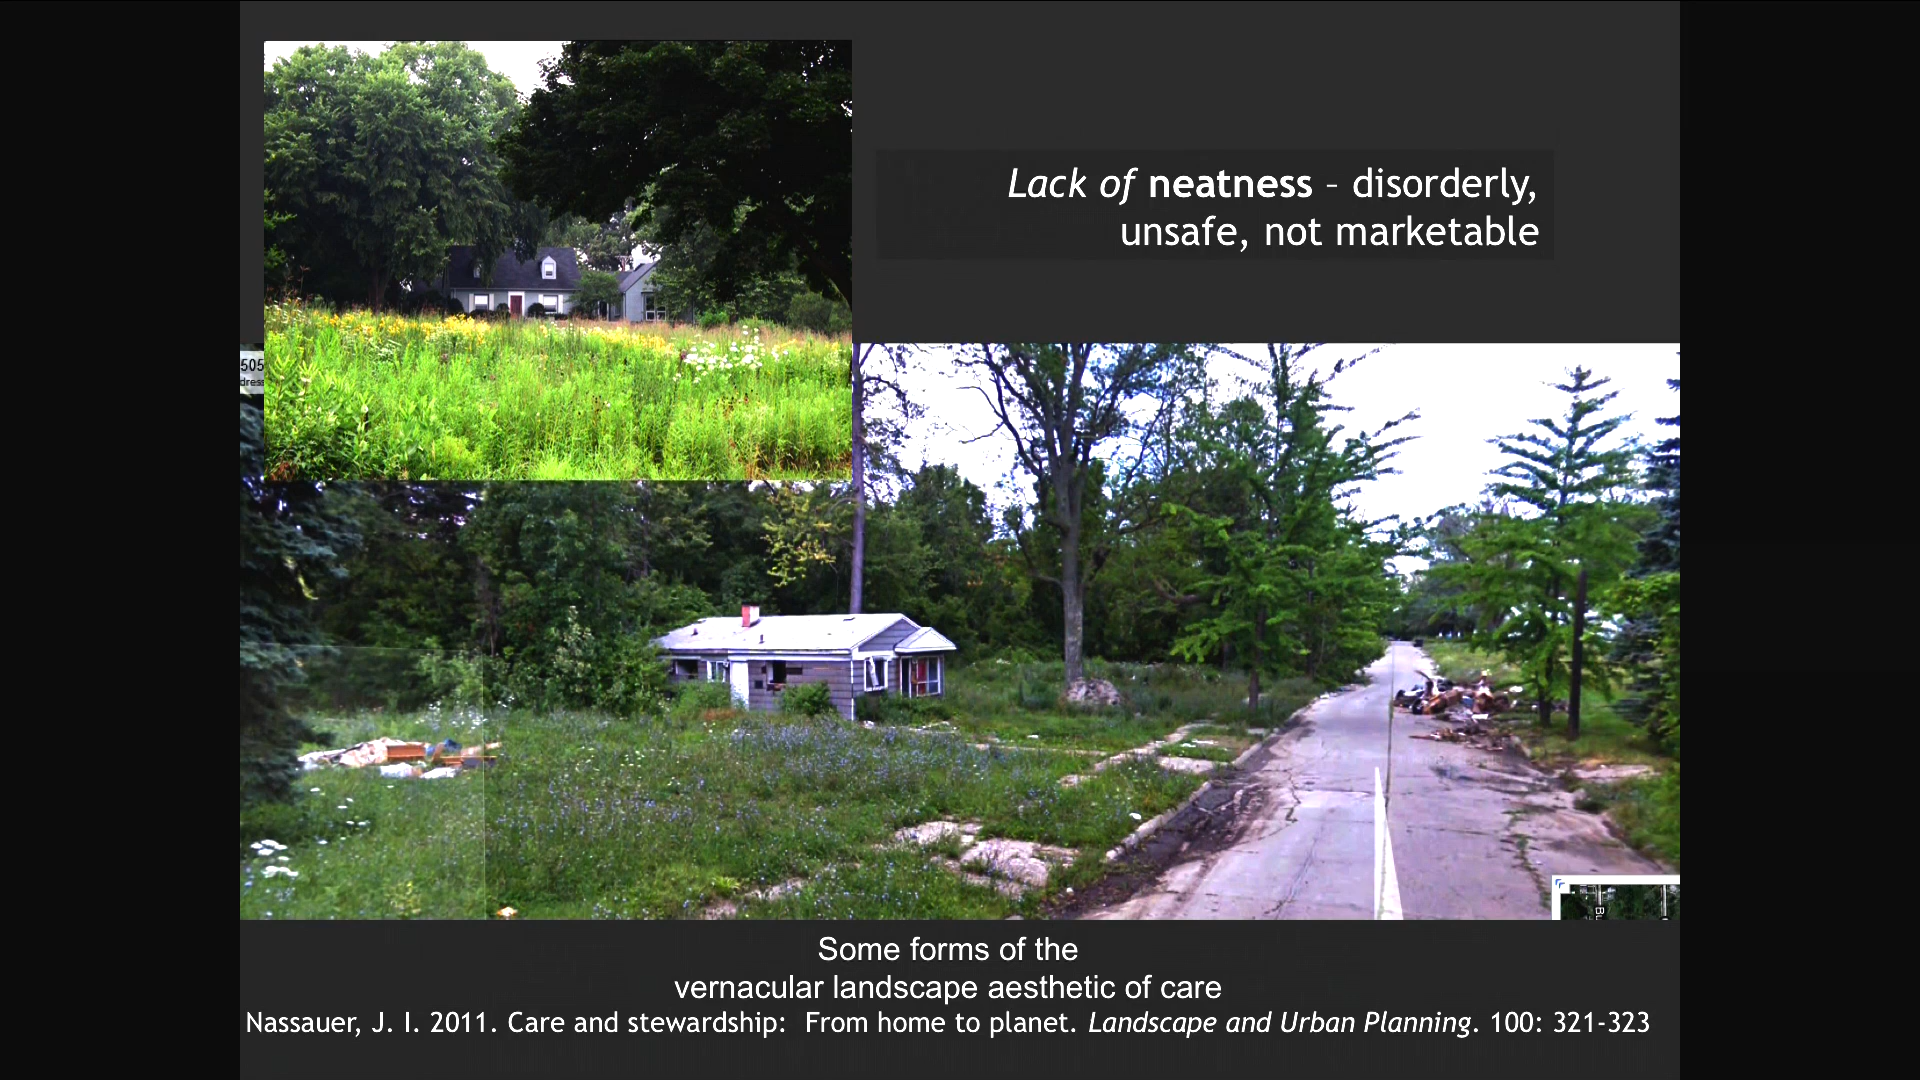 Lack of neatness – disorderly,
unsafe, not marketable
505
Some forms of the
vernacular landscape aesthetic of care
Nassauer, J. I. 2011. Care and stewardship: From home to planet. Landscape and Urban Planning. 100: 321-323